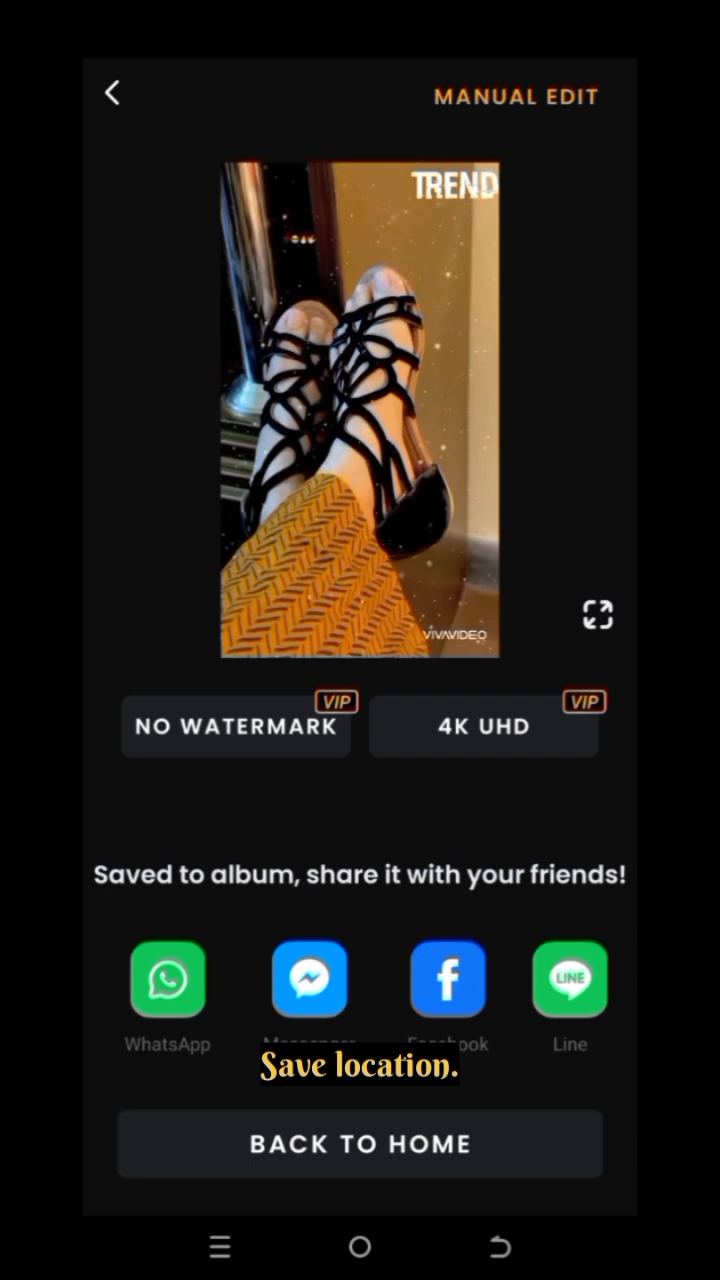 MANUAL EDIT
TREND
VIVAVIDEO
VIP
VIP
NO WATERMARK
4K UHD
Saved to album, share it with your friends!
LINE
WhatsApp
Messenger
Facebook
Line
Save location.
BACK TO HOME